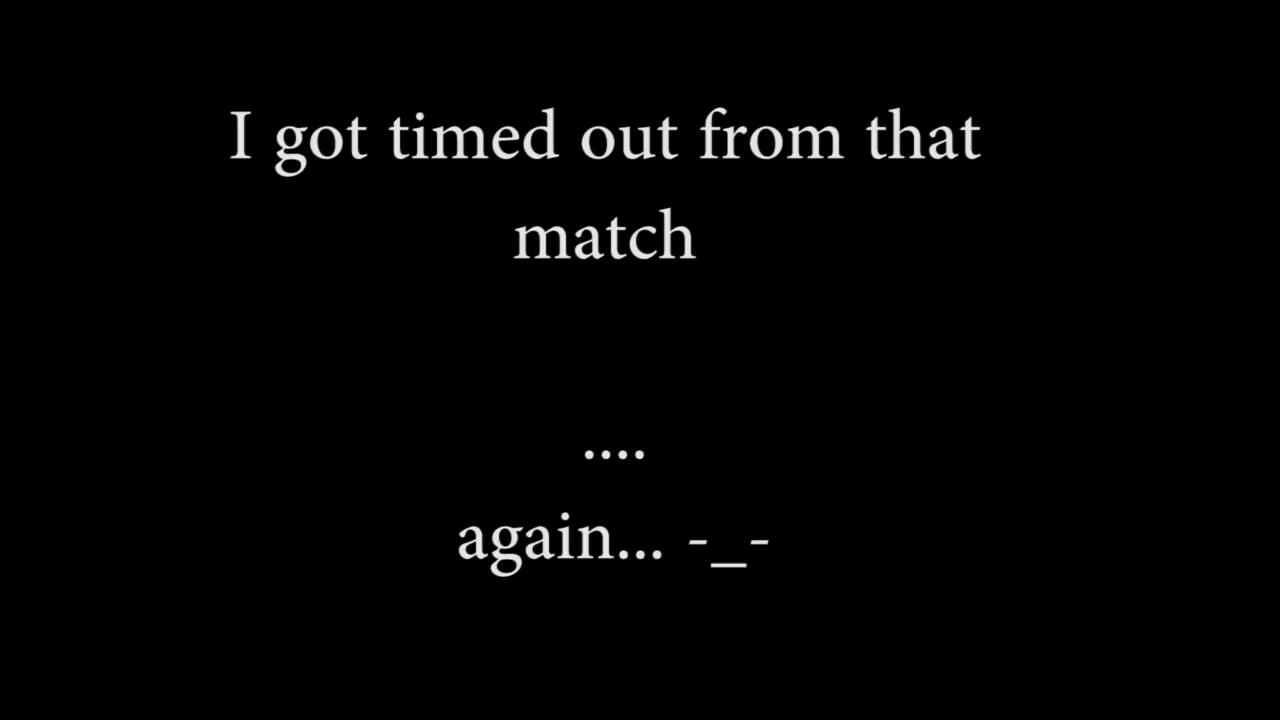 I got timed out from that
match
....
again... -_-